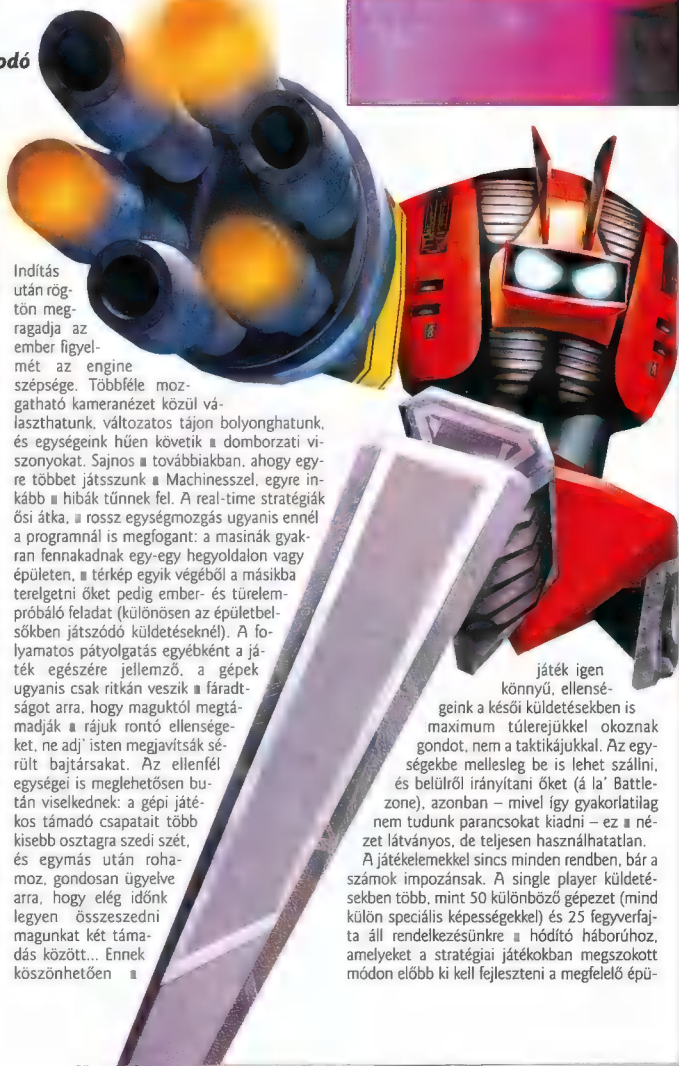 odó
Indítás
után rög-
tön meg-
ragadja az
ember figyel-
mét az engine
szépsége. Többféle moz-
gatható kameranézet közül vá-
laszthatunk, változatos tájon bolyonghatunk,
és egységeink hűen követik ■ domborzati vi-
szonyokat. Sajnos ■ továbbiakban, ahogy egy-
re többet játsszunk ■ Machinesszel, egyre in-
kább ■ hibák tűnnek fel. A real-time stratégiák
ősi átka, ■ rossz egységmozgás ugyanis ennél
a programnál is megfogant: a masinák gyak-
ran fennakadnak egy-egy hegyoldalon vagy
épületen, ■ térkép egyik végéből a másikba
terelgetni őket pedig ember- és türelem-
próbáló feladat (különösen az épületbel-
sőkben játszódó küldetéseknél). A fo-
lyamatos pátyolgatás egyébként a já-
ték egészére jellemző, a gépek
ugyanis csak ritkán veszik ■ fáradt-
ságot arra, hogy maguktól megtá-
madják ■ rájuk rontó ellensége-
ket, ne adj' isten megjavítsák sé-
rült bajtársakat. Az ellenfél
egységei is meglehetősen bu-
tán viselkednek: a gépi játé-
kos támadó csapatait több
kisebb osztagra szedi szét,
és egymás után roha-
moz, gondosan ügyelve
arra, hogy elég időnk
legyen összeszedni
magunkat két táma-
dás között... Ennek
köszönhetően ■
játék igen
könnyű, ellensé-
geink a késői küldetésekben is
maximum túlerejükkel okoznak
gondot, nem a taktikájukkal. Az egy-
ségekbe mellesleg be is lehet szállni,
és belülről irányítani őket (á la' Battle-
zone), azonban – mivel így gyakorlatilag
nem tudunk parancsokat kiadni – ez ■ né-
zet látványos, de teljesen használhatatlan.
A játékelemekkel sincs minden rendben, bár a
számok impozánsak. A single player küldeté-
sekben több, mint 50 különböző gépezet (mind
külön speciális képességekkel) és 25 fegyverfaj-
ta áll rendelkezésünkre ■ hódító háborúhoz,
amelyeket a stratégiai játékokban megszokott
módon előbb ki kell fejleszteni a megfelelő épü-